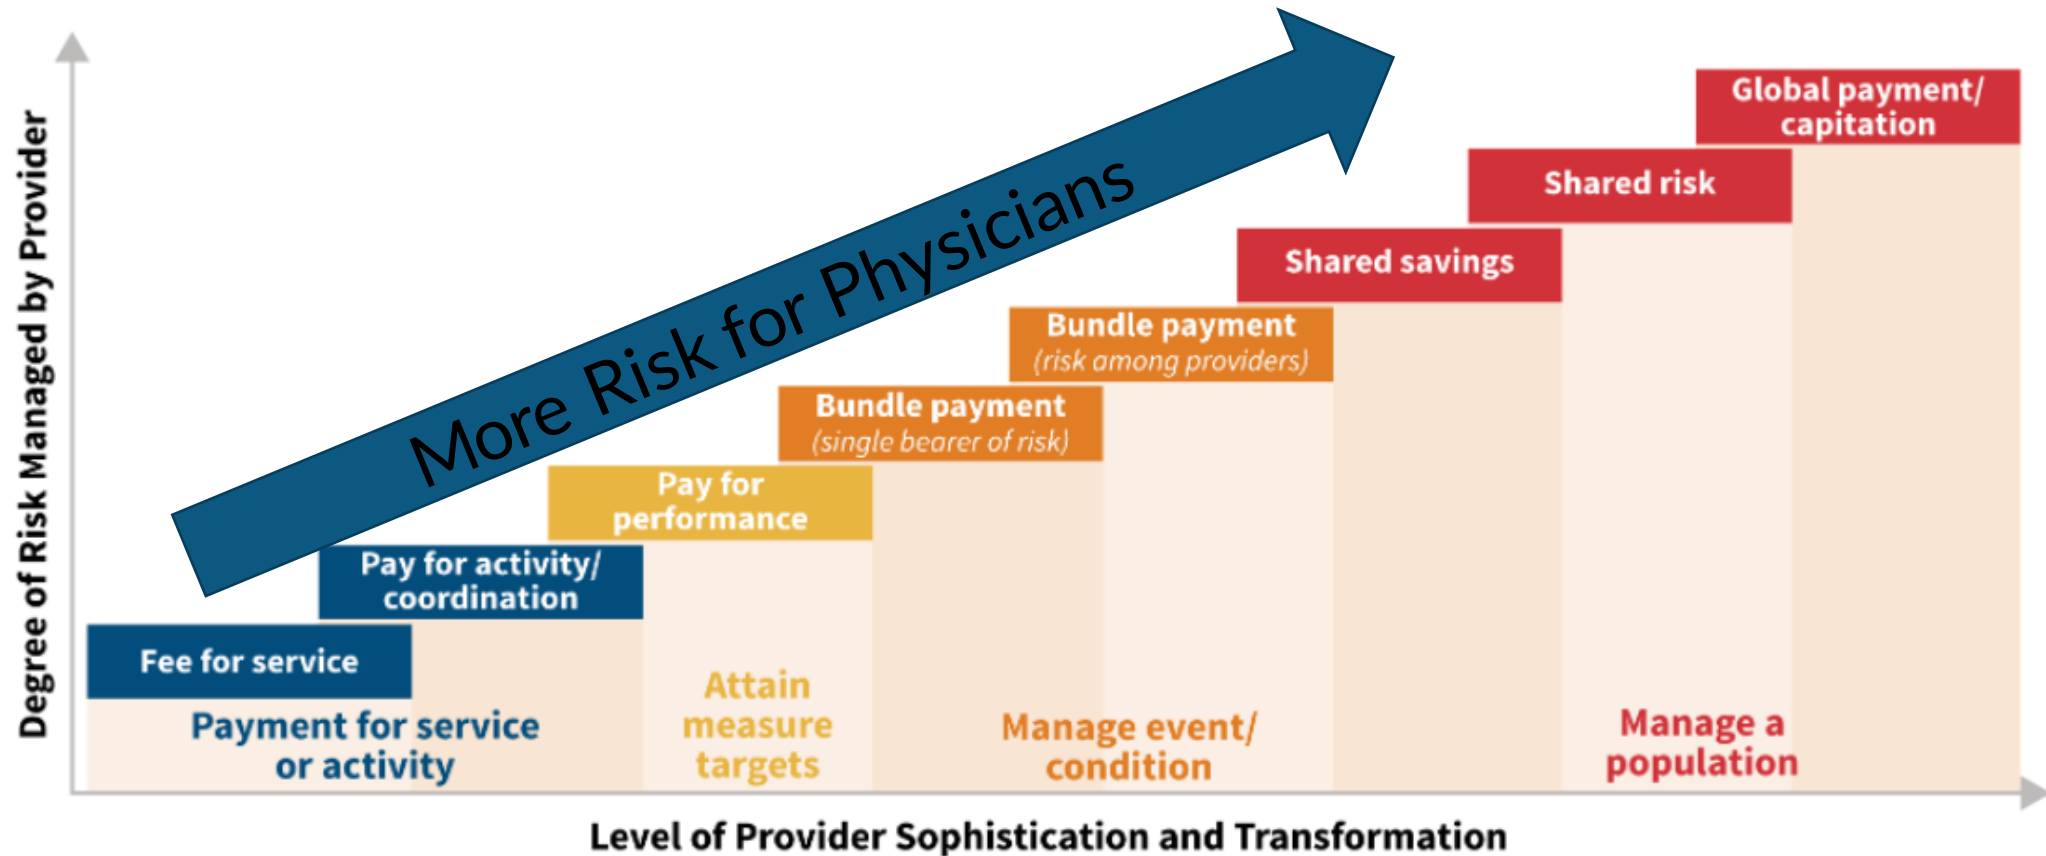 Degree of Risk Managed by Provider
More Risk for Physicians
Global payment/
capitation
Shared risk
Shared savings
Bundle payment
(risk among providers)
Bundle payment
(single bearer of risk)
Pay for
performance
Pay for activity/
coordination
Fee for service
Payment for service
or activity
Attain
measure
targets
Manage event/
condition
Manage a
population
Level of Provider Sophistication and Transformation